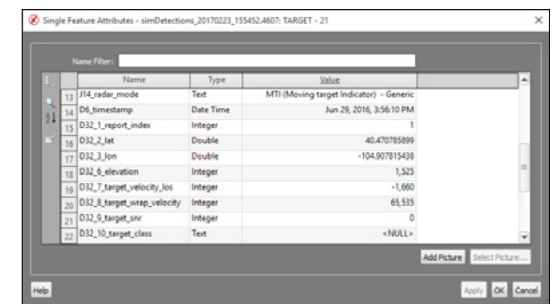 Single Feature Attributes - simDetections_20170223_155452.4607: TARGET - 21
Name Filter:
Name Type Value
13 J14_radar_mode Text MTI (Moving target Indicator) - Generic
14 D6_timestamp Date Time Jun 29, 2016, 3:56:10 PM
15 D32_1_report_index Integer 1
16 D32_2_lat Double 40.470785899
17 D32_3_lon Double -104.907815438
18 D32_6_elevation Integer 1,525
19 D32_7_target_velocity_los Integer -1,660
20 D32_8_target_wrap_velocity Integer 65,535
21 D32_9_target_snr Integer 0
22 D32_10_target_class Text <NULL>
Add Picture Select Picture...
Help Apply OK Cancel